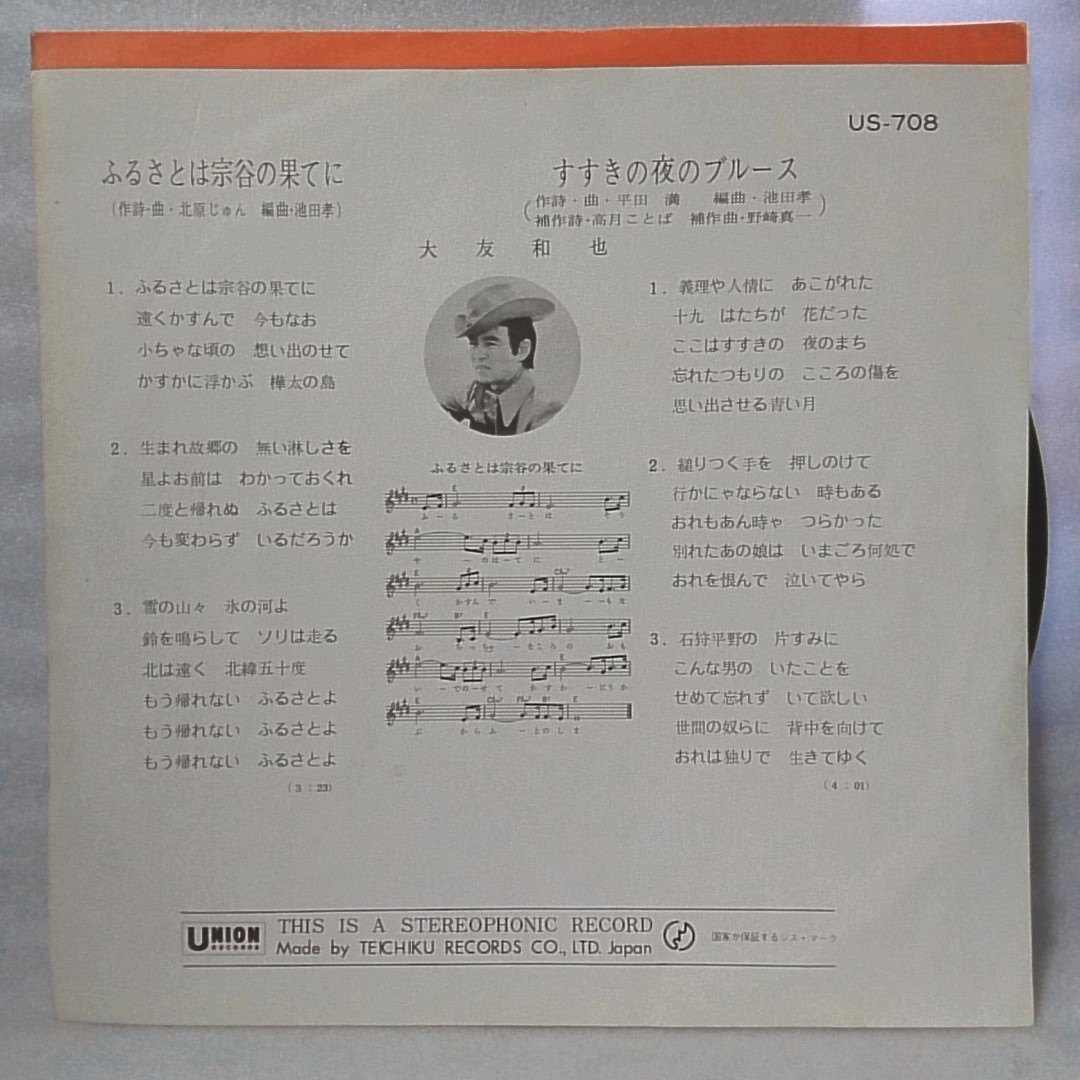 US-708
ふるさとは宗谷の果てに
(作詩・曲・北原じゅん 編曲・池田孝)
すすきの夜のブルース
(作詩・曲・平田 満 編曲・池田孝
補作詩・高月ことば 補作曲・野崎真一)
大友和也
1. ふるさとは宗谷の果てに
遠くかすんで 今もなお
小ちゃな頃の 想い出のせて
かすかに浮かぶ 樺太の島
2. 生まれ故郷の 無い淋しさを
星よお前は わかっておくれ
二度と帰れぬ ふるさとは
今も変わらず いるだろうか
3. 雪の山々 氷の河よ
鈴を鳴らして ソリは走る
北は遠く 北緯五十度
もう帰れない ふるさとよ
もう帰れない ふるさとよ
もう帰れない ふるさとよ
(3:23)
ふるさとは宗谷の果てに
1. 義理や人情に あこがれた
十九 はたちが 花だった
ここはすすきの 夜のまち
忘れたつもりの こころの傷を
思い出させる青い月
2. 縋りつく手を 押しのけて
行かにゃならない 時もある
おれもあん時ゃ つらかった
別れたあの娘は いまごろ何処で
おれを恨んで 泣いてやら
3. 石狩平野の 片すみに
こんな男の いたことを
せめて忘れず いて欲しい
世間の奴らに 背中を向けて
おれは独りで 生きてゆく
(4:01)
UNION RECORDS
THIS IS A STEREOPHONIC RECORD
Made by TEICHIKU RECORDS CO., LTD. Japan
国家が保証するジス・マーク